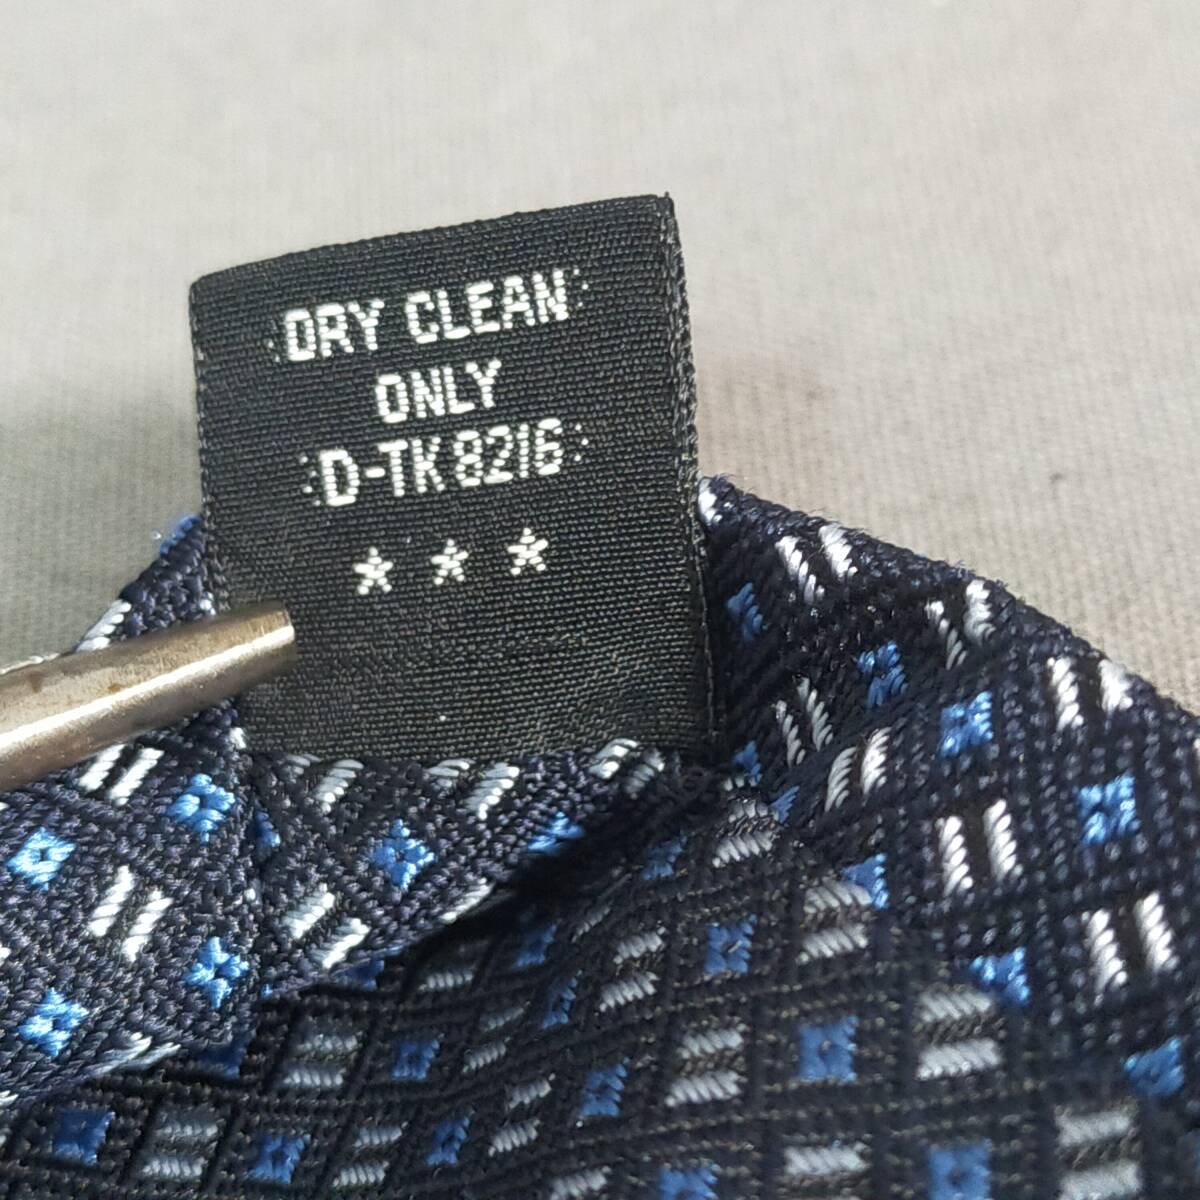 DRY CLEAN
ONLY
D-TK 8216
★ ★ ★